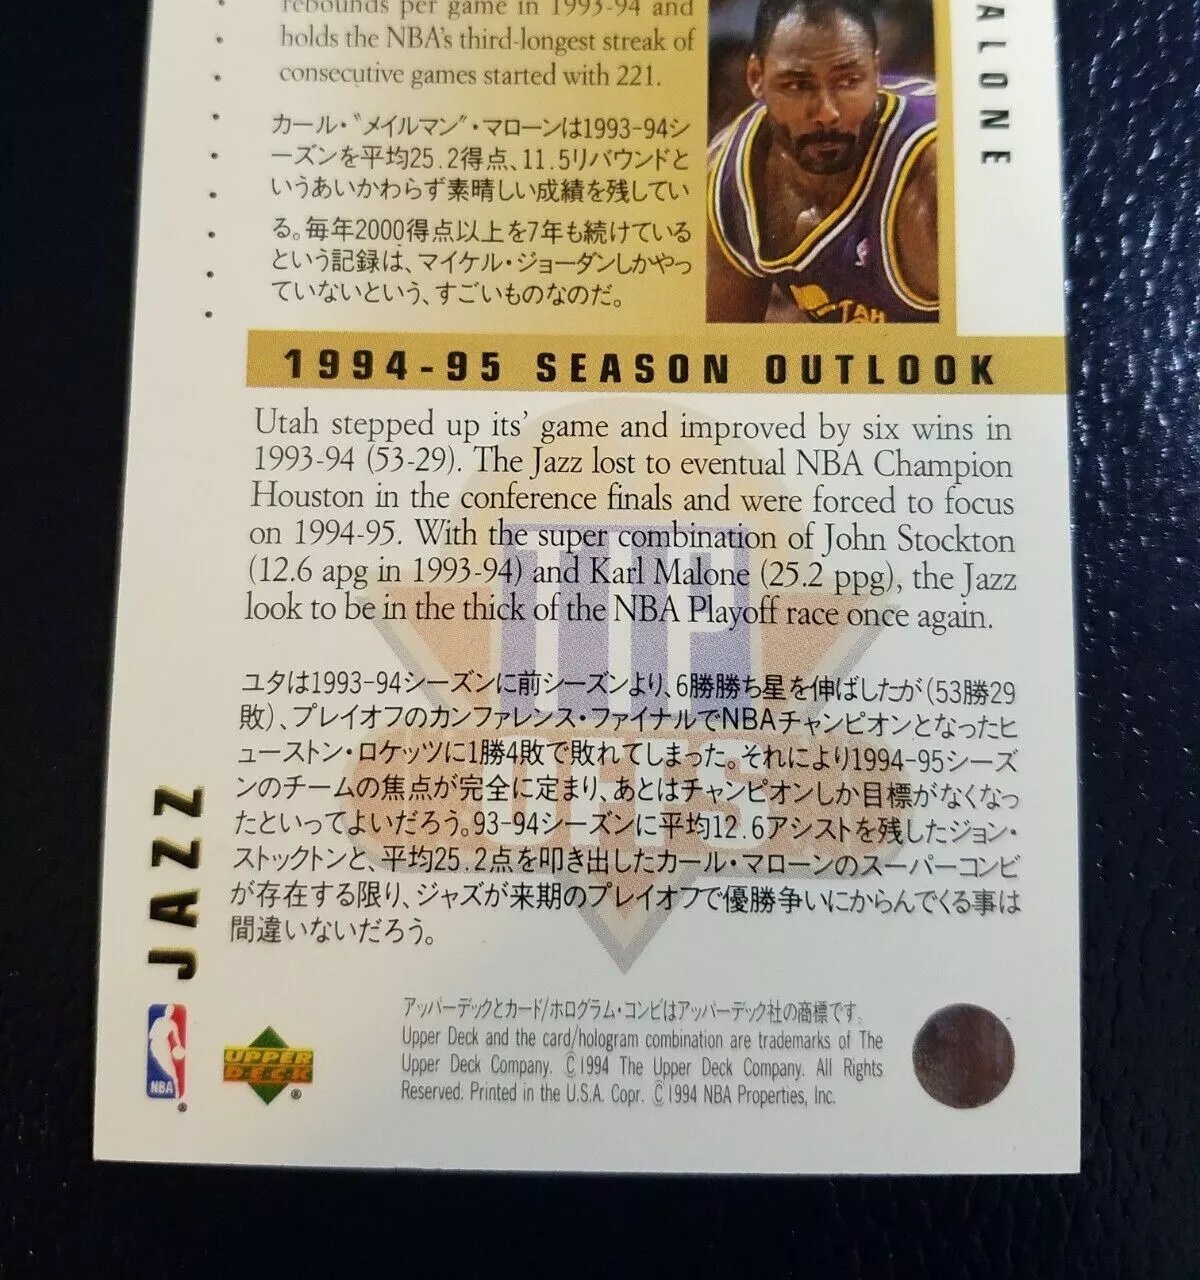 rebounds per game in 1993-94 and
holds the NBA's third-longest streak of
consecutive games started with 221.
カール・〝メイルマン〞・マローンは1993-94シ
ーズンを平均25.2得点、11.5リバウンドと
いうあいかわらず素晴しい成績を残してい
る。毎年2000得点以上を7年も続けている
という記録は、マイケル・ジョーダンしかやっ
ていないという、すごいものなのだ。
ALONE
UTAH
1994-95 SEASON OUTLOOK
Utah stepped up its' game and improved by six wins in
1993-94 (53-29). The Jazz lost to eventual NBA Champion
Houston in the conference finals and were forced to focus
on 1994-95. With the super combination of John Stockton
(12.6 apg in 1993-94) and Karl Malone (25.2 ppg), the Jazz
look to be in the thick of the NBA Playoff race once again.
ユタは1993-94シーズンに前シーズンより、6勝勝ち星を伸ばしたが(53勝29
敗)、プレイオフのカンファレンス・ファイナルでNBAチャンピオンとなったヒ
ューストン・ロケッツに1勝4敗で敗れてしまった。それにより1994-95シーズ
ンのチームの焦点が完全に定まり、あとはチャンピオンしか目標がなくなっ
たといってよいだろう。93-94シーズンに平均12.6アシストを残したジョン・
ストックトンと、平均25.2点を叩き出したカール・マローンのスーパーコンビ
が存在する限り、ジャズが来期のプレイオフで優勝争いにからんでくる事は
間違いないだろう。
TIP
JAZZ
NBA
®
UPPER
DECK
®
アッパーデックとカード/ホログラム・コンビはアッパーデック社の商標です。
Upper Deck and the card/hologram combination are trademarks of The
Upper Deck Company. ©1994 The Upper Deck Company. All Rights
Reserved. Printed in the U.S.A. Copr. ©1994 NBA Properties, Inc.